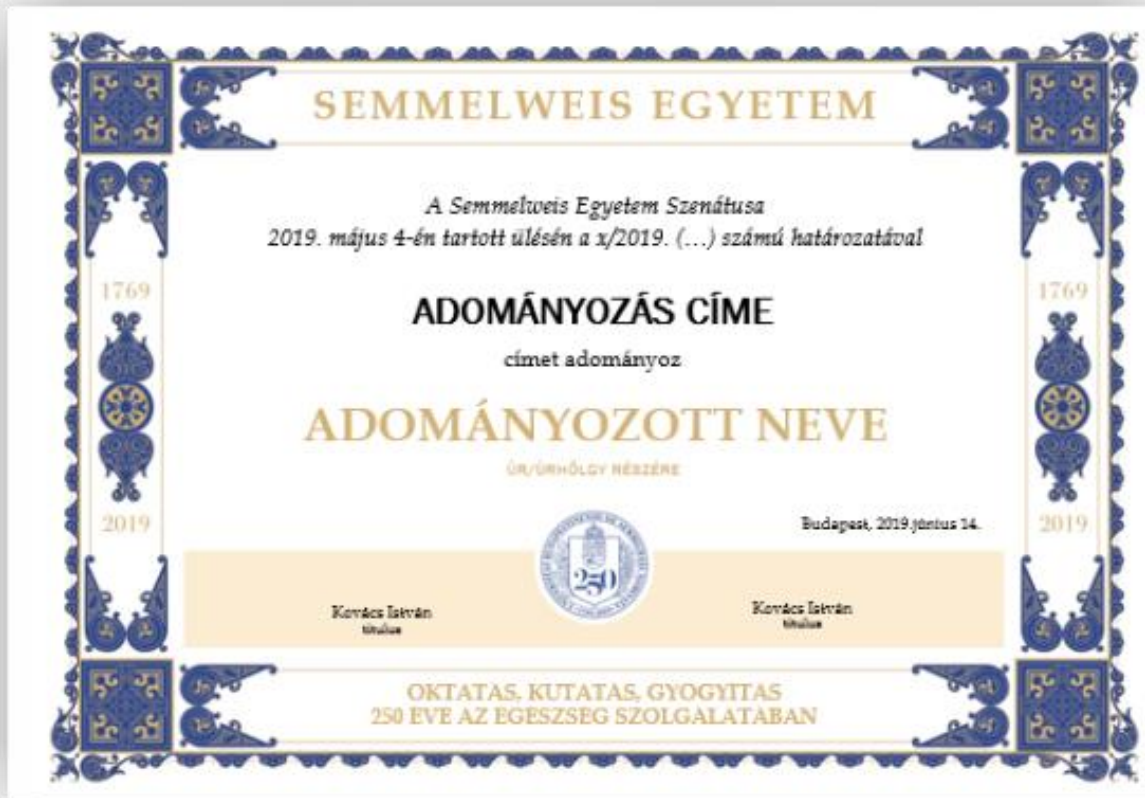 SEMMELWEIS EGYETEM
A Semmelweis Egyetem Szenátusa
2019. május 4-én tartott ülésén a x/2019. (...) számú határozatával
1769
1769
ADOMÁNYOZÁS CÍME
címet adományoz
ADOMÁNYOZOTT NEVE
ÚR/ÚRHÖLGY RÉSZÉRE
2019
2019
Budapest, 2019.június 14.
250
Kovács István
titulus
Kovács István
titulus
OKTATAS, KUTATAS, GYOGYITAS
250 EVE AZ EGESZSEG SZOLGALATABAN